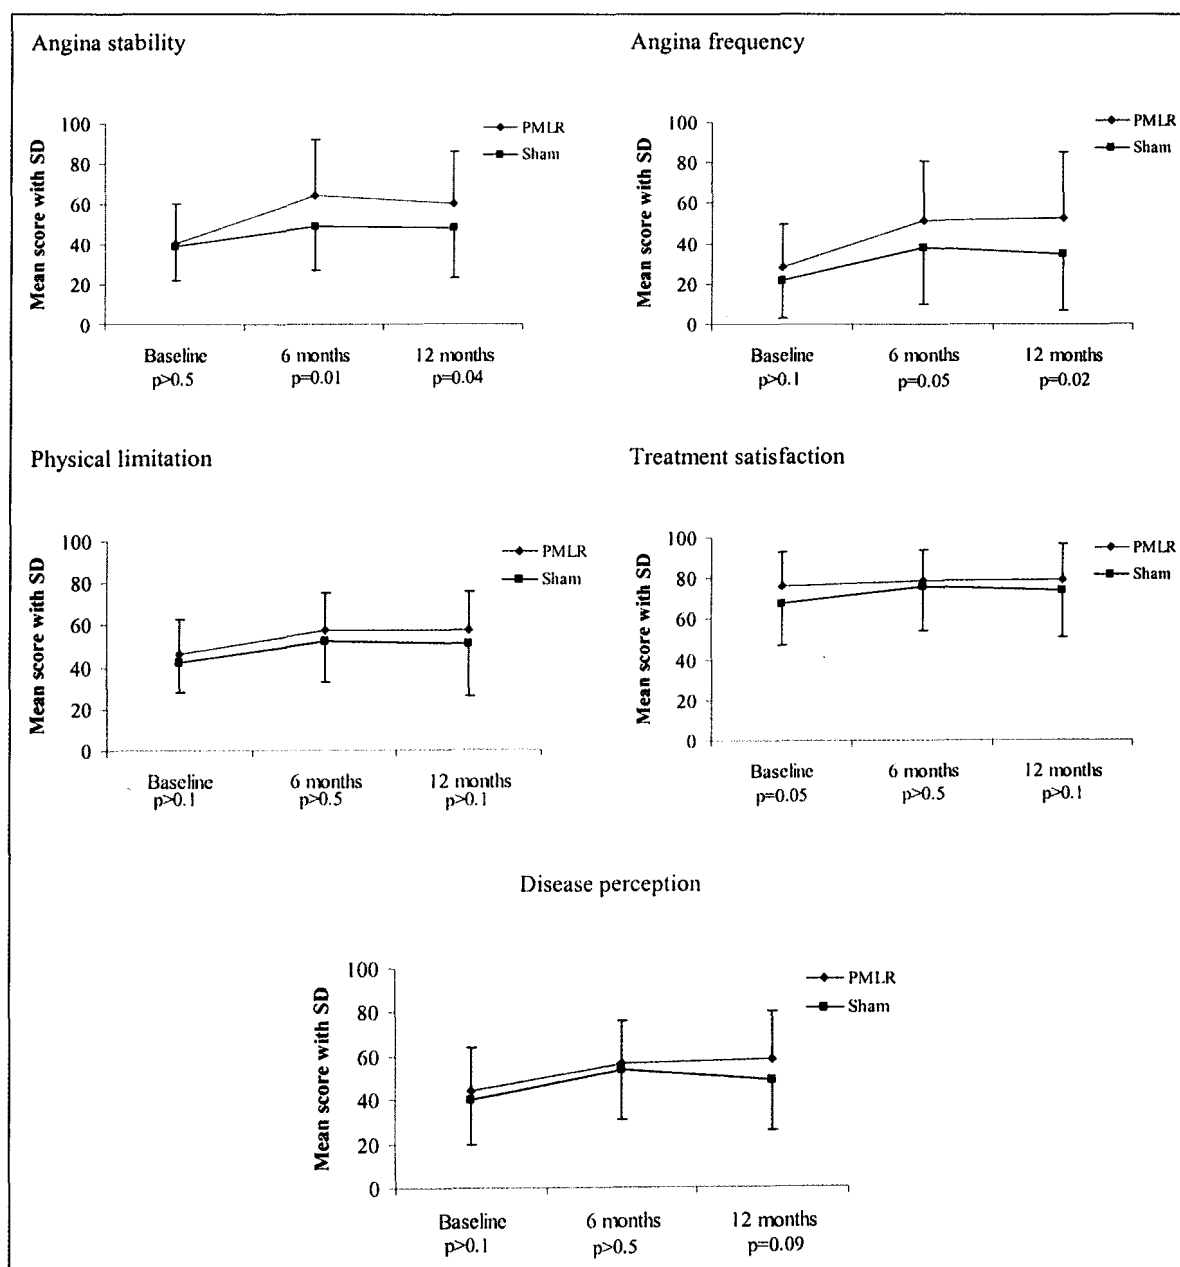 Angina stability
Mean score with SD
100
80
60
40
20
0
PMLR
Sham
Baseline 6 months 12 months
p>0.5 p=0.01 p=0.04
Angina frequency
Mean score with SD
100
80
60
40
20
0
PMLR
Sham
Baseline 6 months 12 months
p>0.1 p=0.05 p=0.02
Physical limitation
Mean score with SD
100
80
60
40
20
0
PMLR
Sham
Baseline 6 months 12 months
p>0.1 p>0.5 p>0.1
Treatment satisfaction
Mean score with SD
100
80
60
40
20
0
PMLR
Sham
Baseline 6 months 12 months
p=0.05 p>0.5 p>0.1
Disease perception
Mean score with SD
100
80
60
40
20
0
PMLR
Sham
Baseline 6 months 12 months
p>0.1 p>0.5 p=0.09